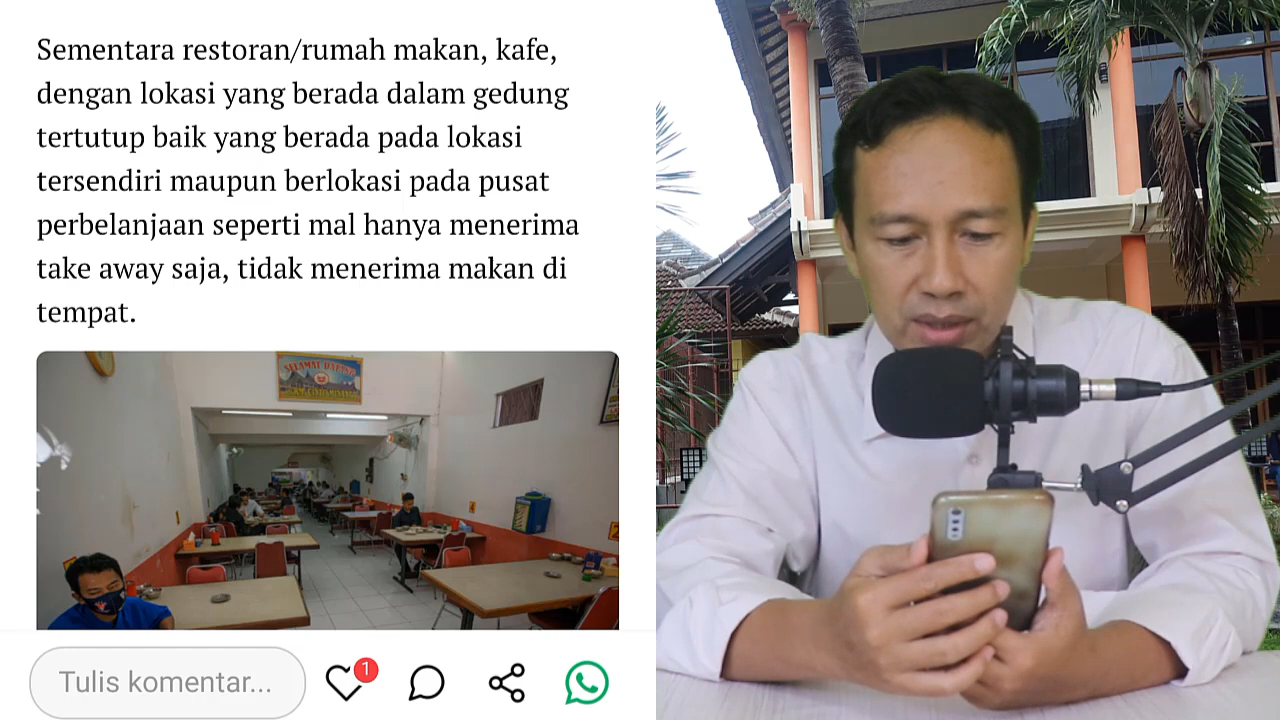 Sementara restoran/rumah makan, kafe,
dengan lokasi yang berada dalam gedung
tertutup baik yang berada pada lokasi
tersendiri maupun berlokasi pada pusat
perbelanjaan seperti mal hanya menerima
take away saja, tidak menerima makan di
tempat.
SELAMAT DATANG
Tulis komentar...
1